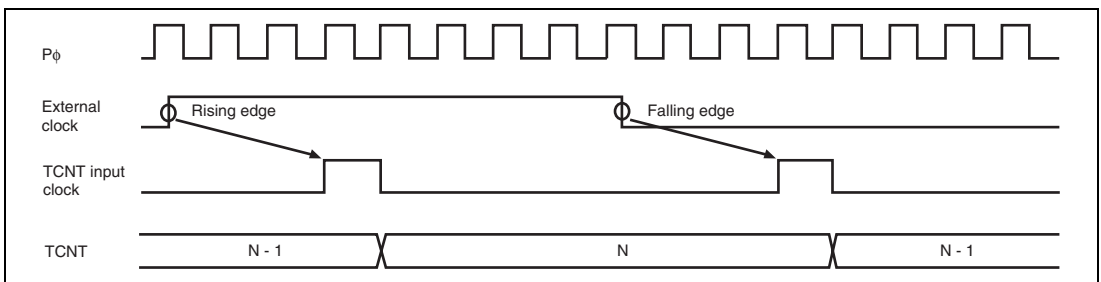 Pϕ
External
clock
Rising edge
Falling edge
TCNT input
clock
TCNT
N - 1
N
N - 1